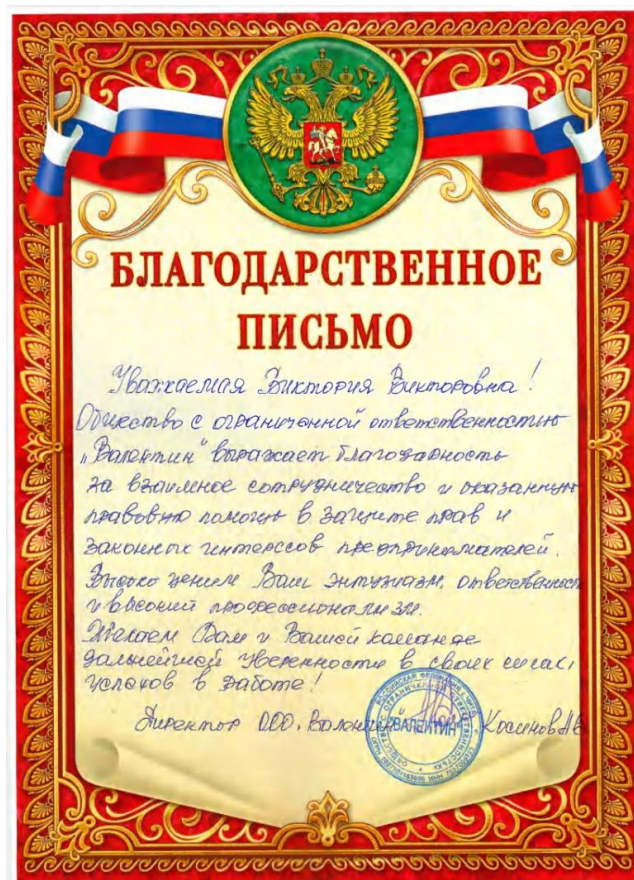 БЛАГОДАРСТВЕННОЕ
ПИСЬМО
Уважаемая Виктория Викторовна!
Общество с ограниченной ответственностью
„Валентин" выражает благодарность
за взаимное сотрудничество и оказанную
правовую помощь в защите прав и
законных интересов предпринимателей.
Высоко ценим Ваш энтузиазм, ответственность
и высокий профессионализм.
Желаем Вам и Вашей команде
дальнейшей уверенности в своих силах,
успехов в работе!
Директор ООО "Валентин" Косинов
"ВАЛЕНТИН"